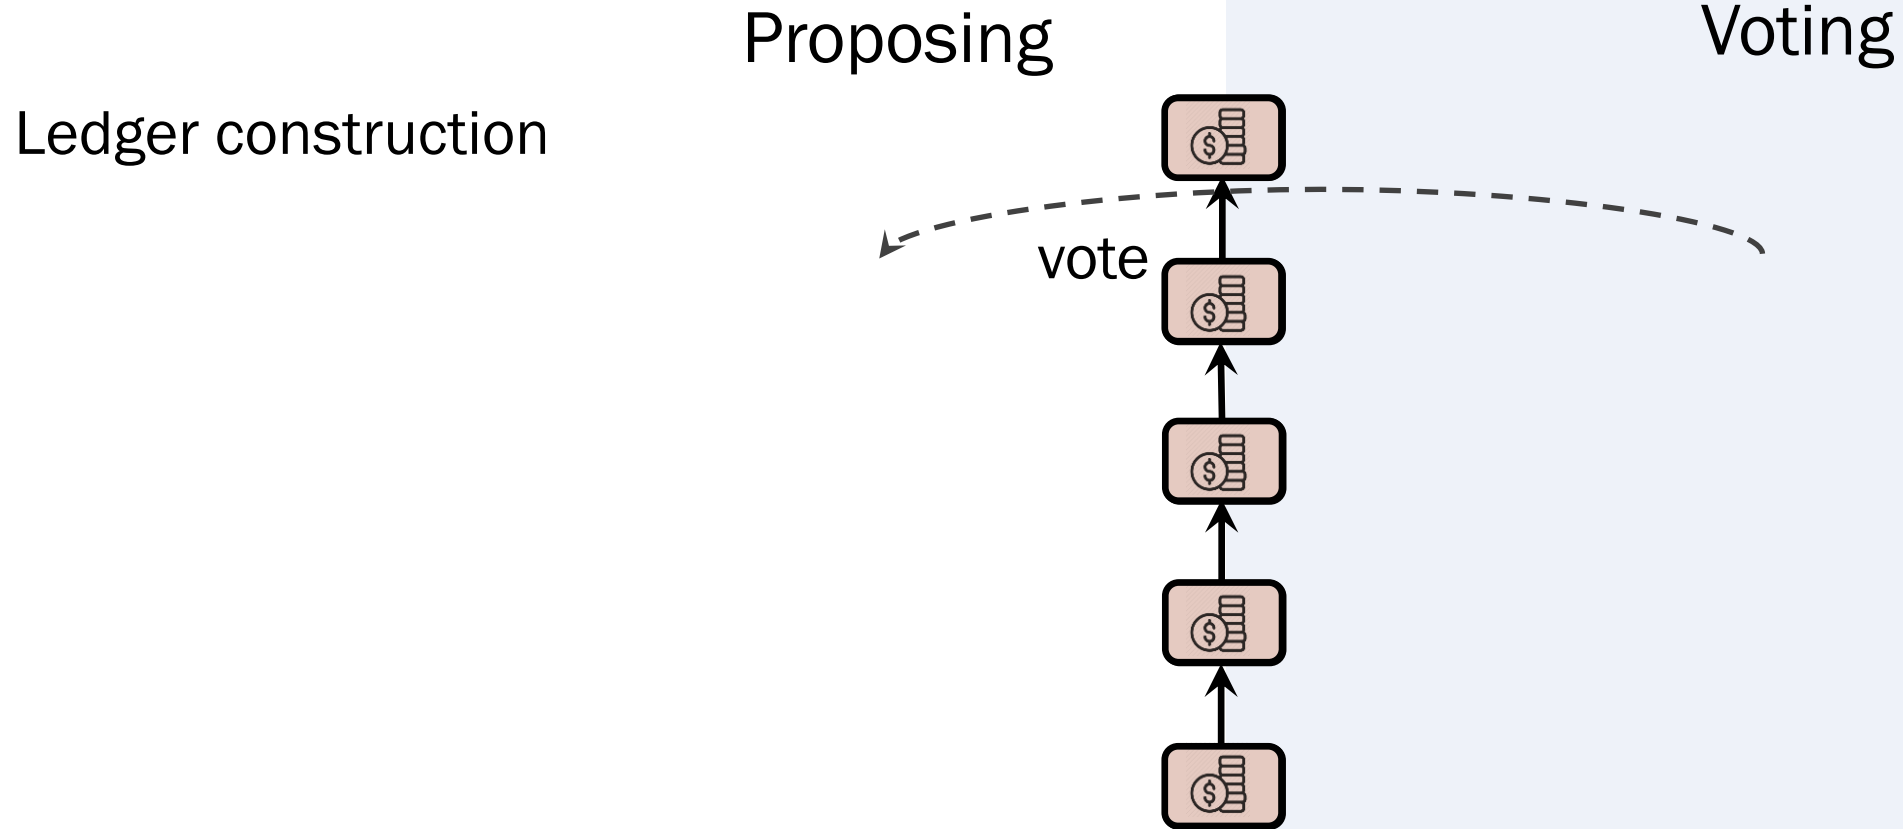 Proposing
Voting
Ledger construction
vote
$
$
$
$
$